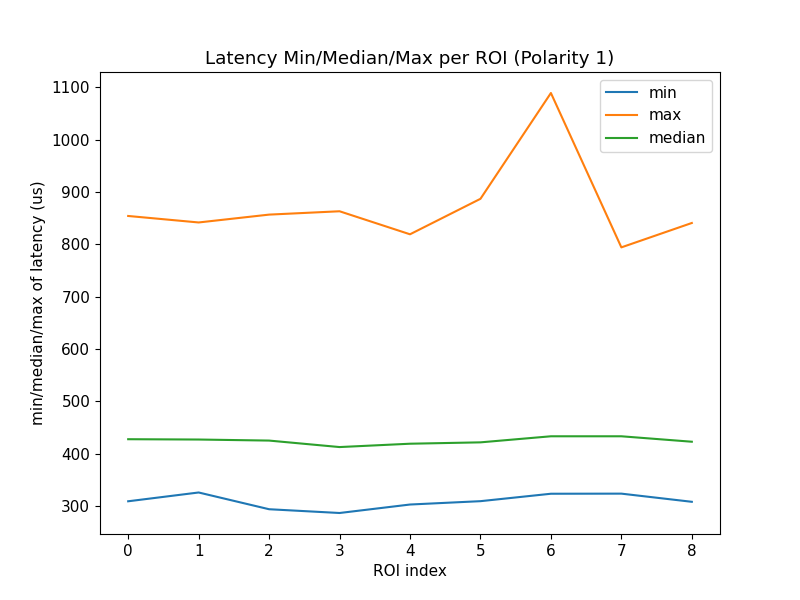 Latency Min/Median/Max per ROI (Polarity 1)
min
max
median
min/median/max of latency (us)
1100
1000
900
800
700
600
500
400
300
0 1 2 3 4 5 6 7 8
ROI index